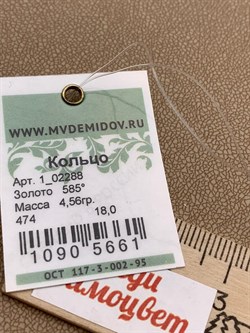 WWW.MVDEMIDOV.RU
Кольцо
Арт. 1_02288
Золото 585°
Масса 4,56гр.
474 18,0
1090 5661
ОСТ 117-3-002-95